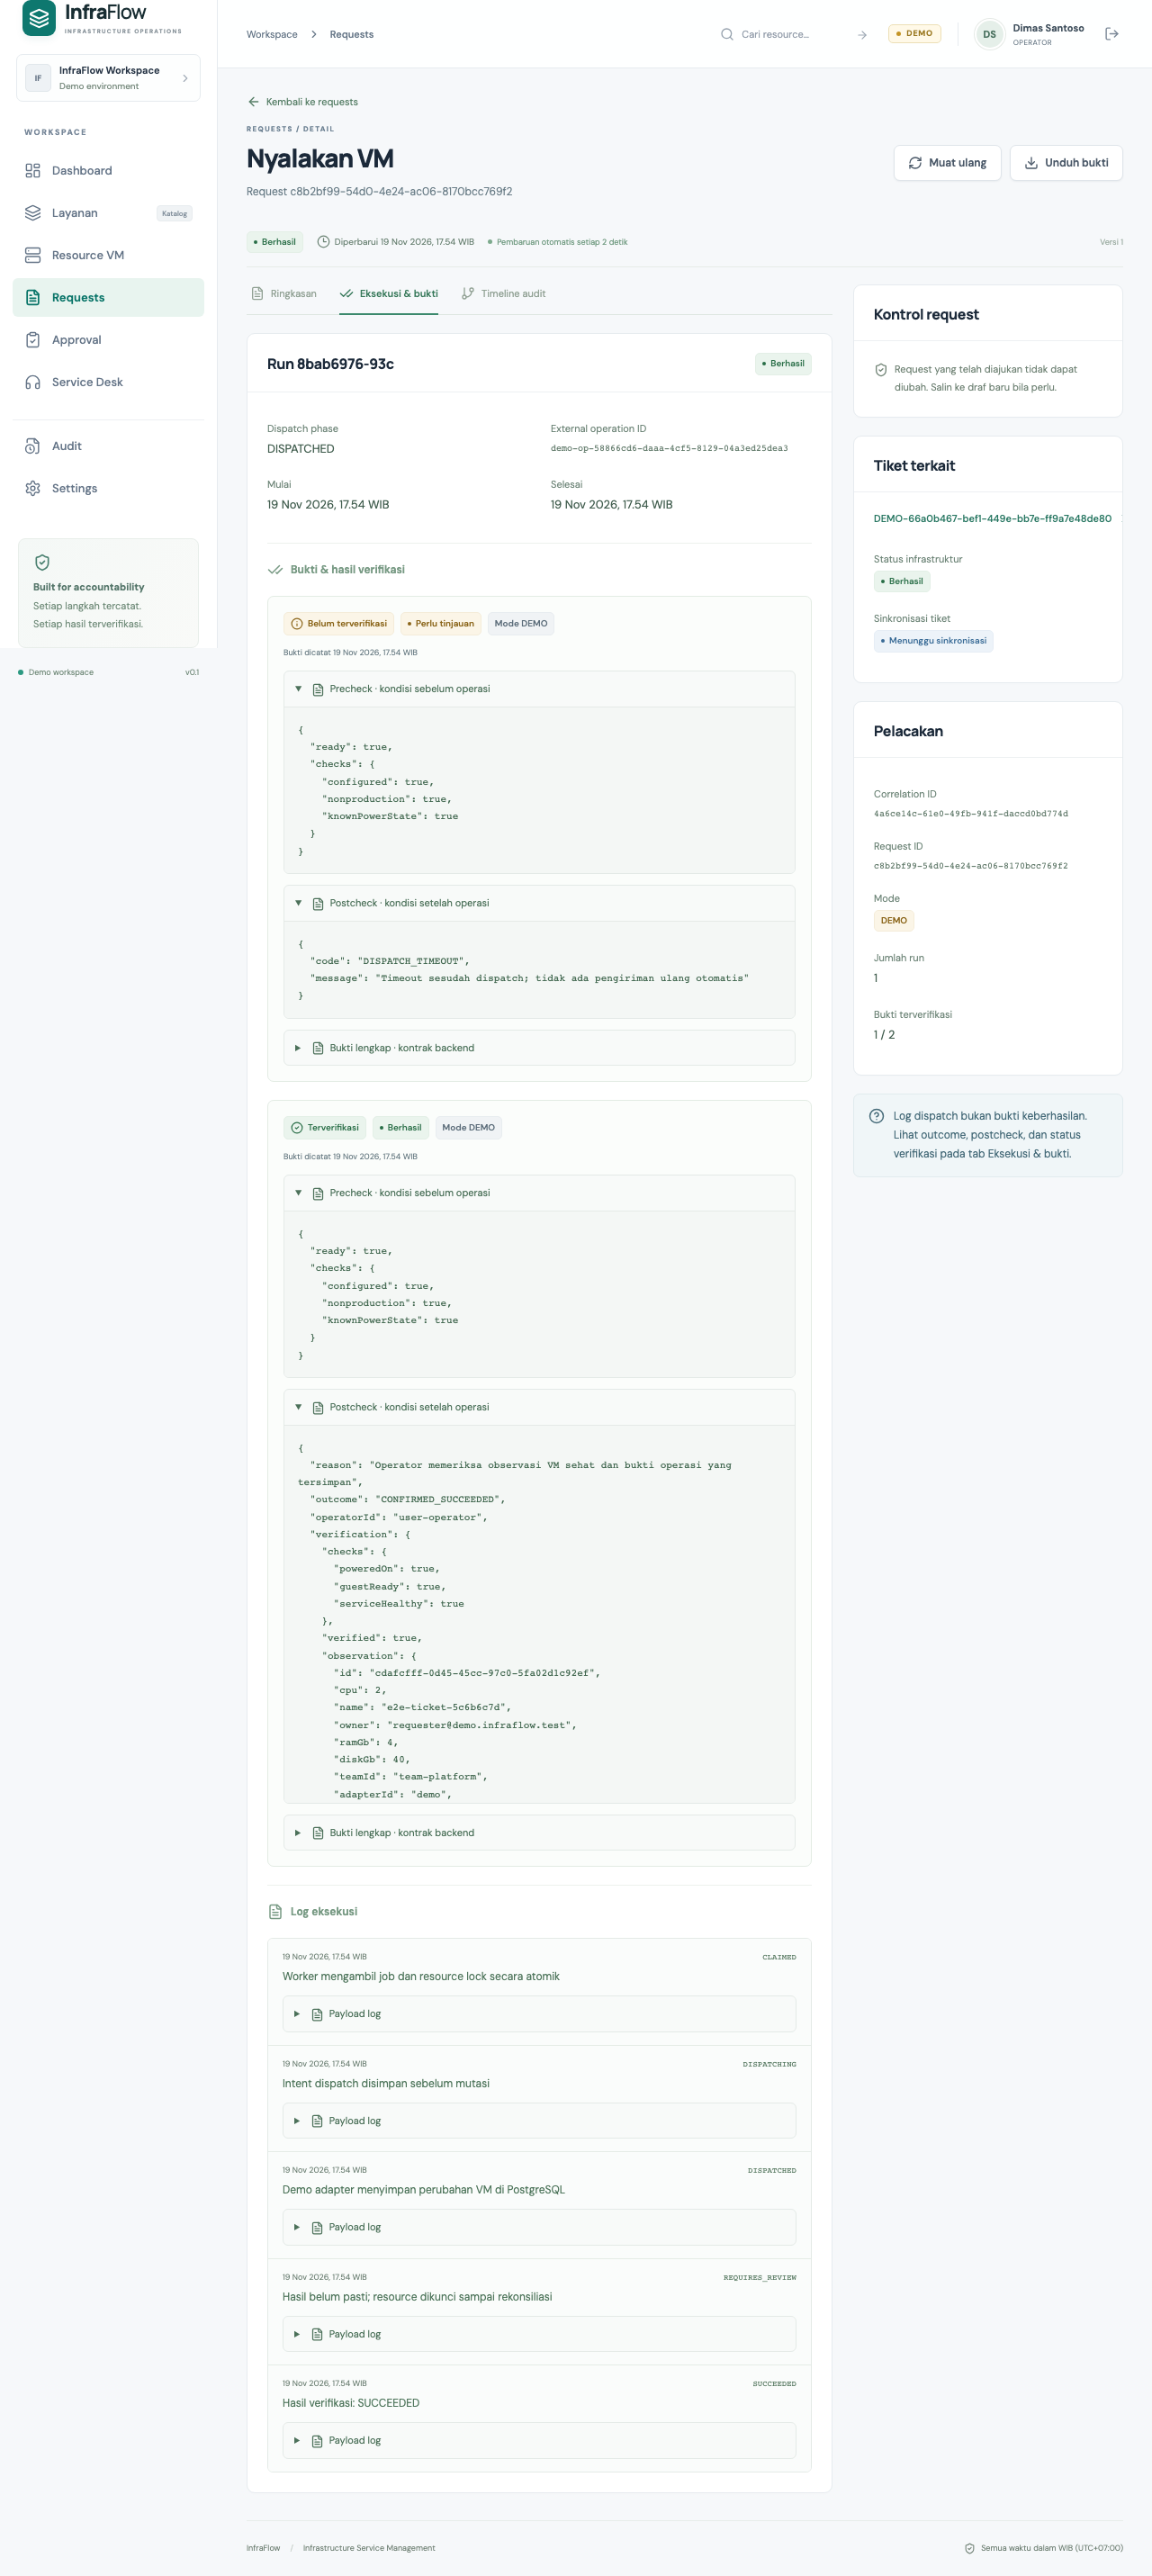 InfraFlow
INFRASTRUCTURE OPERATIONS
IF
InfraFlow Workspace
Demo environment
WORKSPACE
Dashboard
Layanan
Katalog
Resource VM
Requests
Approval
Service Desk
Audit
Settings
Built for accountability
Setiap langkah tercatat.
Setiap hasil terverifikasi.
Demo workspace
v0.1
Workspace
Requests
Cari resource...
DEMO
DS
Dimas Santoso
OPERATOR
Kembali ke requests
REQUESTS / DETAIL
Nyalakan VM
Request c8b2bf99-54d0-4e24-ac06-8170bcc769f2
Muat ulang
Unduh bukti
Berhasil
Diperbarui 19 Nov 2026, 17.54 WIB
Pembaruan otomatis setiap 2 detik
Versi 1
Ringkasan
Eksekusi & bukti
Timeline audit
Run 8bab6976-93c
Berhasil
Dispatch phase
DISPATCHED
External operation ID
demo-op-58866cd6-daaa-4cf5-8129-04a3ed25dea3
Mulai
19 Nov 2026, 17.54 WIB
Selesai
19 Nov 2026, 17.54 WIB
Bukti & hasil verifikasi
Belum terverifikasi
Perlu tinjauan
Mode DEMO
Bukti dicatat 19 Nov 2026, 17.54 WIB
Precheck · kondisi sebelum operasi
{
"ready": true,
"checks": {
"configured": true,
"nonproduction": true,
"knownPowerState": true
}
}
Postcheck · kondisi setelah operasi
{
"code": "DISPATCH_TIMEOUT",
"message": "Timeout sesudah dispatch; tidak ada pengiriman ulang otomatis"
}
Bukti lengkap · kontrak backend
Terverifikasi
Berhasil
Mode DEMO
Bukti dicatat 19 Nov 2026, 17.54 WIB
Precheck · kondisi sebelum operasi
{
"ready": true,
"checks": {
"configured": true,
"nonproduction": true,
"knownPowerState": true
}
}
Postcheck · kondisi setelah operasi
{
"reason": "Operator memeriksa observasi VM sehat dan bukti operasi yang
tersimpan",
"outcome": "CONFIRMED_SUCCEEDED",
"operatorId": "user-operator",
"verification": {
"checks": {
"poweredOn": true,
"guestReady": true,
"serviceHealthy": true
},
"verified": true,
"observation": {
"id": "cdafcfff-0d45-45cc-97c0-5fa02d1c92ef",
"cpu": 2,
"name": "e2e-ticket-5c6b6c7d",
"owner": "requester@demo.infraflow.test",
"ramGb": 4,
"diskGb": 40,
"teamId": "team-platform",
"adapterId": "demo",
Bukti lengkap · kontrak backend
Log eksekusi
19 Nov 2026, 17.54 WIB
CLAIMED
Worker mengambil job dan resource lock secara atomik
Payload log
19 Nov 2026, 17.54 WIB
DISPATCHING
Intent dispatch disimpan sebelum mutasi
Payload log
19 Nov 2026, 17.54 WIB
DISPATCHED
Demo adapter menyimpan perubahan VM di PostgreSQL
Payload log
19 Nov 2026, 17.54 WIB
REQUIRES_REVIEW
Hasil belum pasti; resource dikunci sampai rekonsiliasi
Payload log
19 Nov 2026, 17.54 WIB
SUCCEEDED
Hasil verifikasi: SUCCEEDED
Payload log
Kontrol request
Request yang telah diajukan tidak dapat
diubah. Salin ke draf baru bila perlu.
Tiket terkait
DEMO-66a0b467-bef1-449e-bb7e-ff9a7e48de80
Status infrastruktur
Berhasil
Sinkronisasi tiket
Menunggu sinkronisasi
Pelacakan
Correlation ID
4a6ce14c-61e0-49fb-941f-daccd0bd774d
Request ID
c8b2bf99-54d0-4e24-ac06-8170bcc769f2
Mode
DEMO
Jumlah run
1
Bukti terverifikasi
1 / 2
Log dispatch bukan bukti keberhasilan.
Lihat outcome, postcheck, dan status
verifikasi pada tab Eksekusi & bukti.
InfraFlow / Infrastructure Service Management
Semua waktu dalam WIB (UTC+07:00)